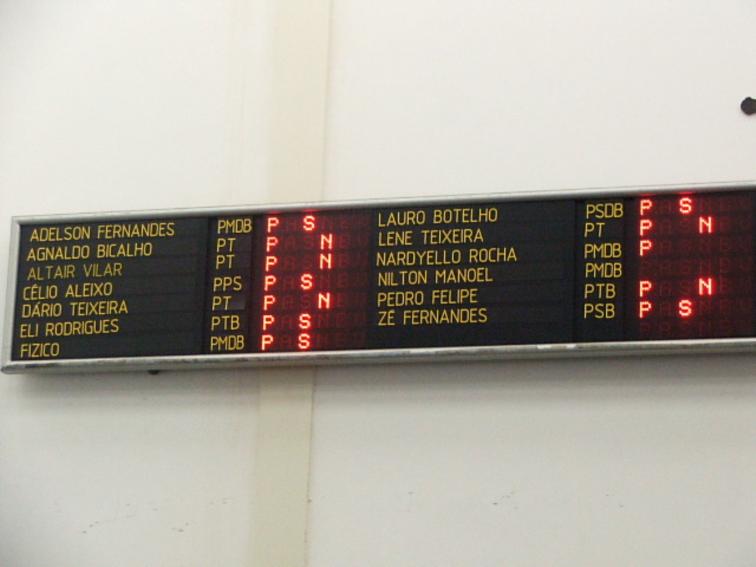 ADELSON FERNANDES PMDB P S
AGNALDO BICALHO PT P N
ALTAIR VILAR PT P N
CÉLIO ALEIXO PPS P S
DÁRIO TEIXEIRA PT P N
ELI RODRIGUES PTB P S
FIZICO PMDB P S
LAURO BOTELHO PSDB P S
LENE TEIXEIRA PT P N
NARDYELLO ROCHA PMDB P
NILTON MANOEL PMDB
PEDRO FELIPE PTB P N
ZÉ FERNANDES PSB P S